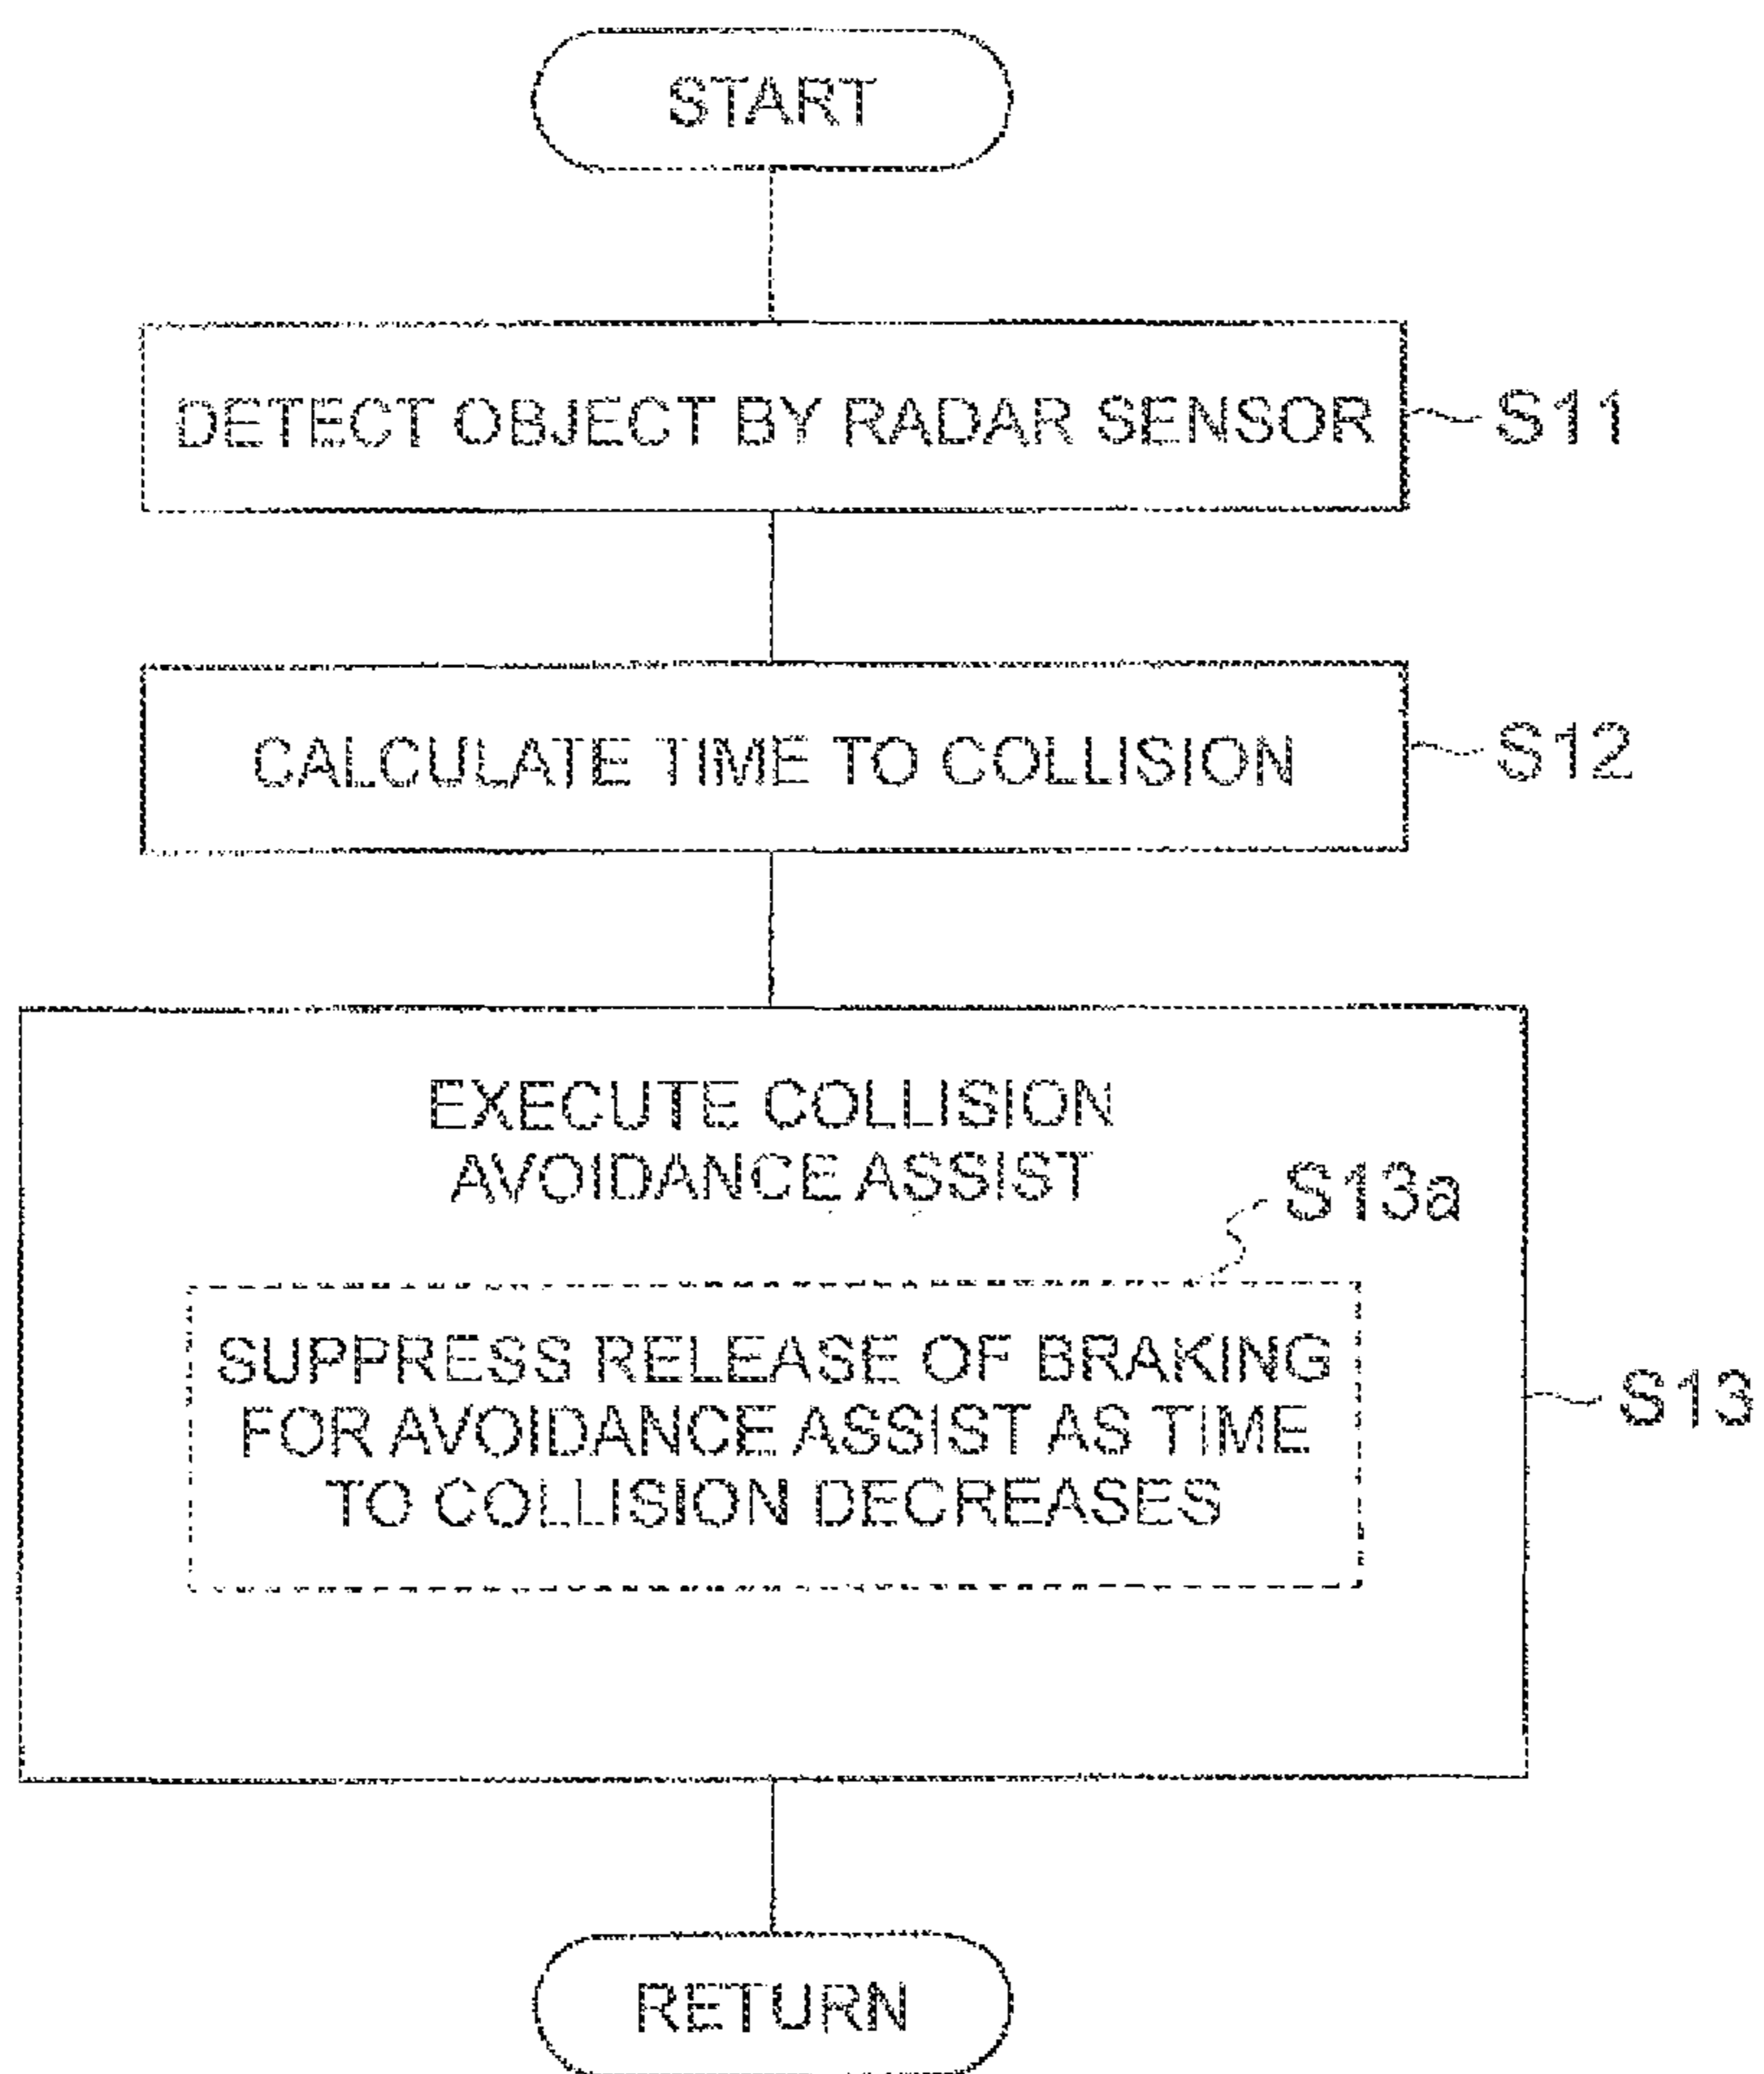 START
DETECT OBJECT BY RADAR SENSOR
S11
CALCULATE TIME TO COLLISION
S12
EXECUTE COLLISION
AVOIDANCE ASSIST
S13a
SUPPRESS RELEASE OF BRAKING
FOR AVOIDANCE ASSIST AS TIME
TO COLLISION DECREASES
S13
RETURN